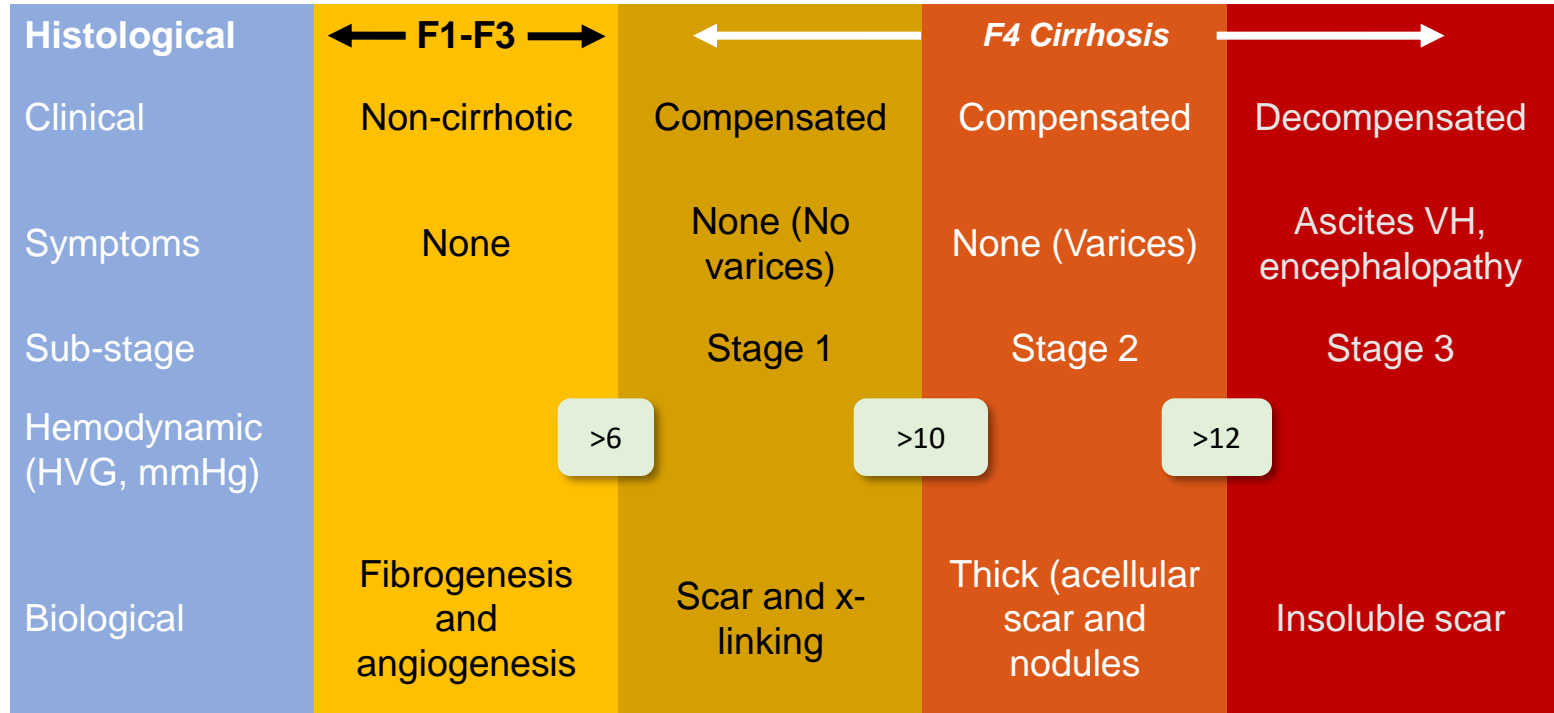 Histological
F1-F3
F4 Cirrhosis
Clinical
Non-cirrhotic
Compensated
Compensated
Decompensated
Symptoms
None
None (No
varices)
None (Varices)
Ascites VH,
encephalopathy
Sub-stage
Stage 1
Stage 2
Stage 3
Hemodynamic
(HVG, mmHg)
>6
>10
>12
Biological
Fibrogenesis
and
angiogenesis
Scar and x-
linking
Thick (acellular
scar and
nodules
Insoluble scar